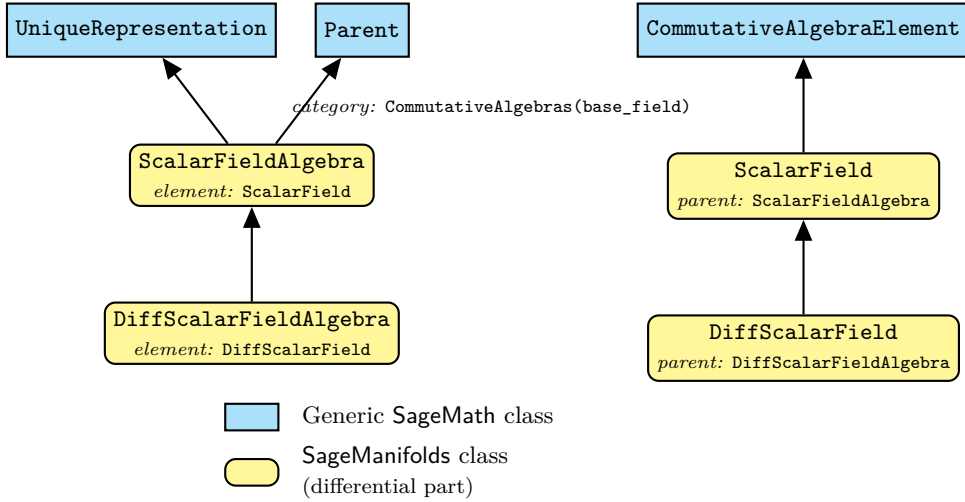 UniqueRepresentation
Parent
CommutativeAlgebraElement
category: CommutativeAlgebras(base_field)
ScalarFieldAlgebra
element: ScalarField
ScalarField
parent: ScalarFieldAlgebra
DiffScalarFieldAlgebra
element: DiffScalarField
DiffScalarField
parent: DiffScalarFieldAlgebra
Generic SageMath class
SageManifolds class
(differential part)